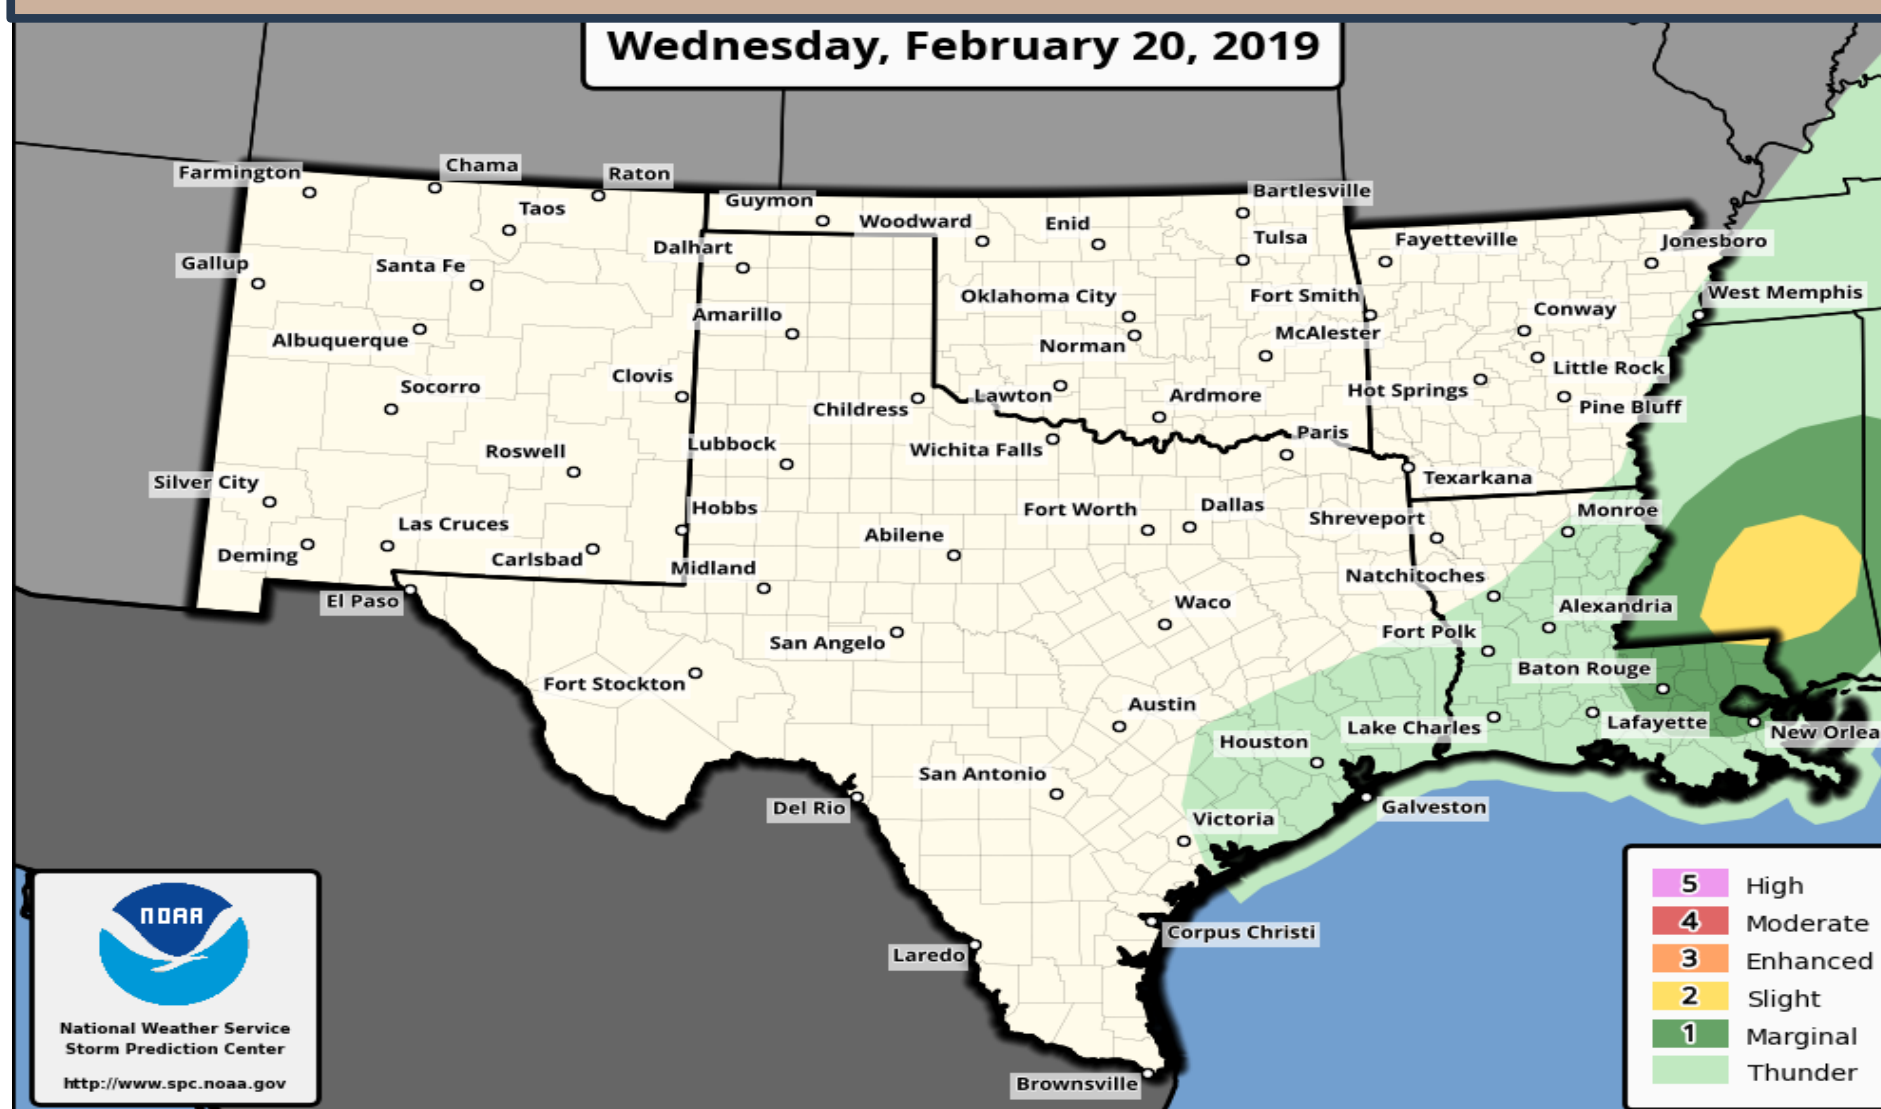 Wednesday, February 20, 2019
Farmington
Chama
Raton
Taos
Guymon
Woodward
Enid
Bartlesville
Tulsa
Dalhart
Fayetteville
Jonesboro
Gallup
Santa Fe
Oklahoma City
Fort Smith
West Memphis
Amarillo
Conway
Albuquerque
Norman
McAlester
Little Rock
Socorro
Clovis
Childress
Lawton
Ardmore
Hot Springs
Pine Bluff
Roswell
Lubbock
Wichita Falls
Paris
Silver City
Texarkana
Las Cruces
Hobbs
Fort Worth
Dallas
Shreveport
Monroe
Deming
Carlsbad
Abilene
Midland
Natchitoches
El Paso
Waco
Alexandria
San Angelo
Fort Polk
Fort Stockton
Baton Rouge
Austin
Lake Charles
Lafayette
New Orlea
Houston
San Antonio
Del Rio
Victoria
Galveston
Corpus Christi
Laredo
Brownsville
NOAA
National Weather Service
Storm Prediction Center
http://www.spc.noaa.gov
5 High
4 Moderate
3 Enhanced
2 Slight
1 Marginal
Thunder